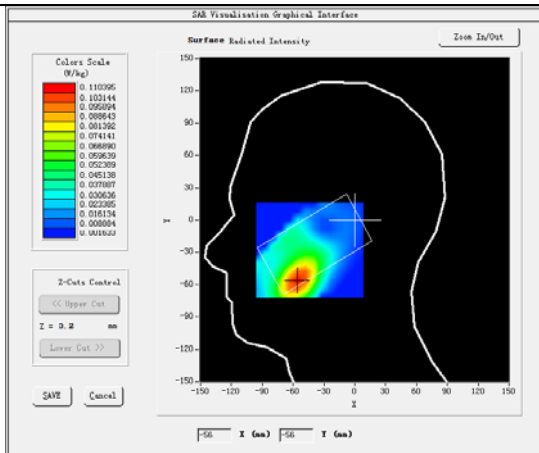 SAR Visualisation Graphical Interface
Surface Radiated Intensity
Zoom In/Out
Colors Scale
(W/kg)
0.110395
0.103144
0.095894
0.088643
0.081392
0.074141
0.066890
0.059639
0.052389
0.045138
0.037887
0.030636
0.023385
0.016134
0.008884
0.001633
Z-Cuts Control
<< Upper Cut
Z = 0.2 mm
Lower Cut >>
SAVE Cancel
150
120
90
60
30
0
-30
-60
-90
-120
-150
Y
-150 -120 -90 -60 -30 0 30 60 90 120 150
X
-56 X (mm) -56 Y (mm)